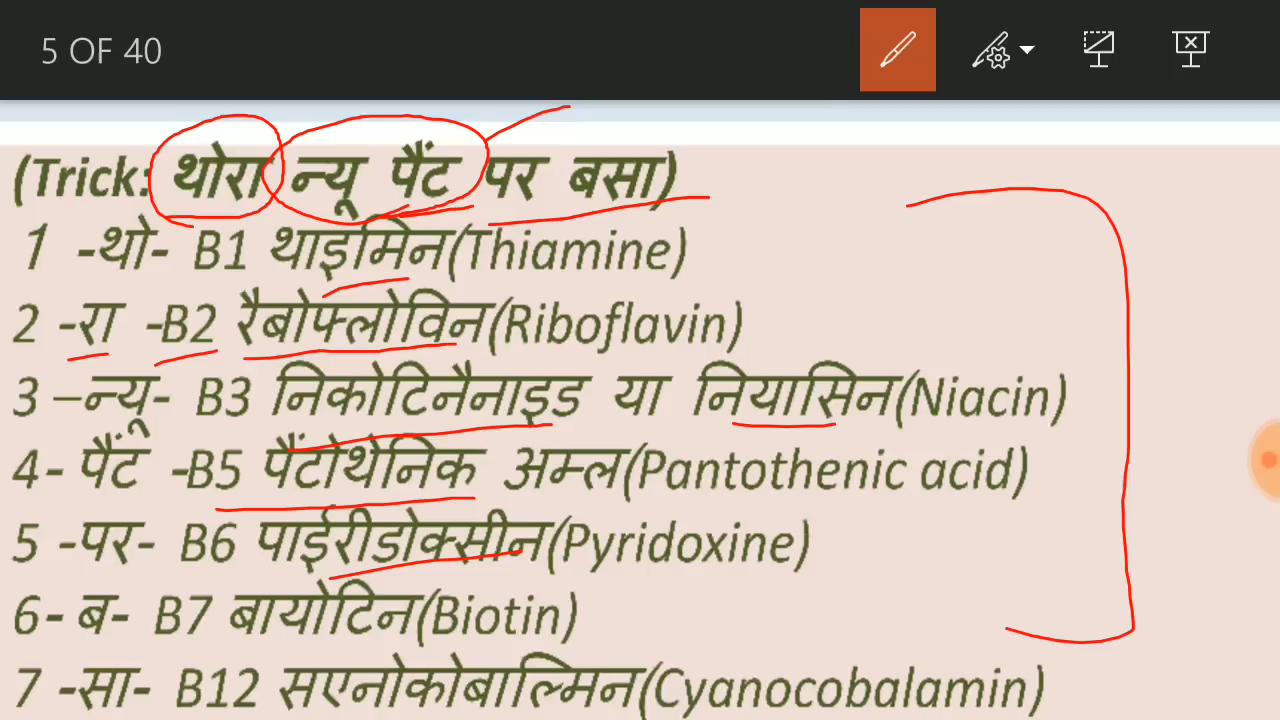 5 OF 40
(Trick: थोरा न्यू पैंट पर बसा)
1 -थो- B1 थाइमिन(Thiamine)
2 -रा -B2 रैबोफ्लोविन(Riboflavin)
3 –न्यू- B3 निकोटिनैनाइड या नियासिन(Niacin)
4- पैंट -B5 पैंटोथैनिक अम्ल(Pantothenic acid)
5 -पर- B6 पाईरीडोक्सीन(Pyridoxine)
6- ब- B7 बायोटिन(Biotin)
7 -सा- B12 सएनोकोबाल्मिन(Cyanocobalamin)